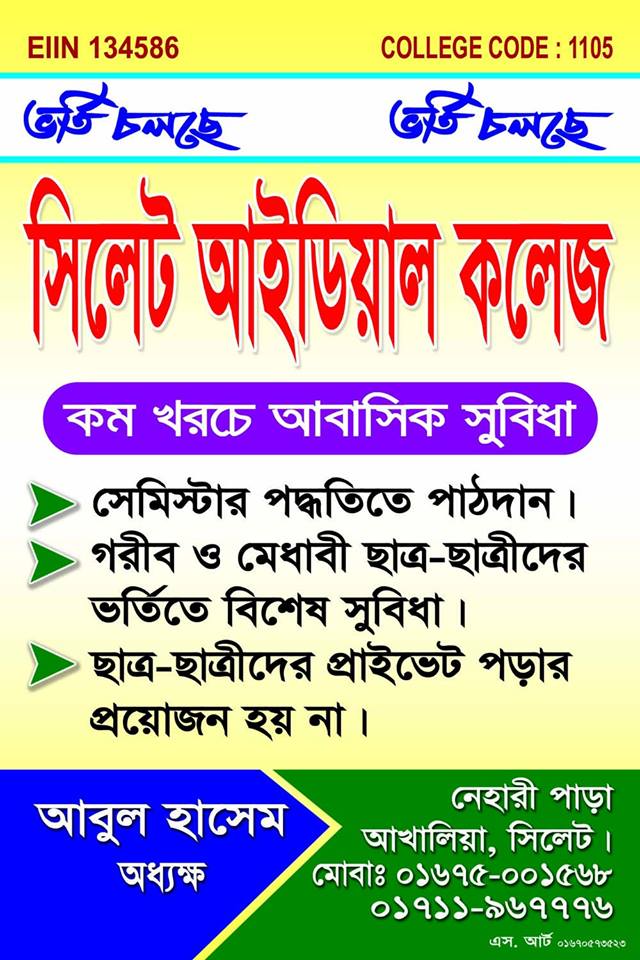 EIIN 134586 COLLEGE CODE : 1105
ভর্তি চলছে ভর্তি চলছে
সিলেট আইডিয়াল কলেজ
কম খরচে আবাসিক সুবিধা
সেমিস্টার পদ্ধতিতে পাঠদান।
গরীব ও মেধাবী ছাত্র-ছাত্রীদের
ভর্তিতে বিশেষ সুবিধা।
ছাত্র-ছাত্রীদের প্রাইভেট পড়ার
প্রয়োজন হয় না।
আবুল হাসেম
অধ্যক্ষ
নেহারী পাড়া
আখালিয়া, সিলেট।
মোবাঃ ০১৬৭৫-০০১৫৬৮
০১৭১১-৯৬৭৭৭৬
এস. আর্ট ০১৬৭০৫৭৩৫২৩